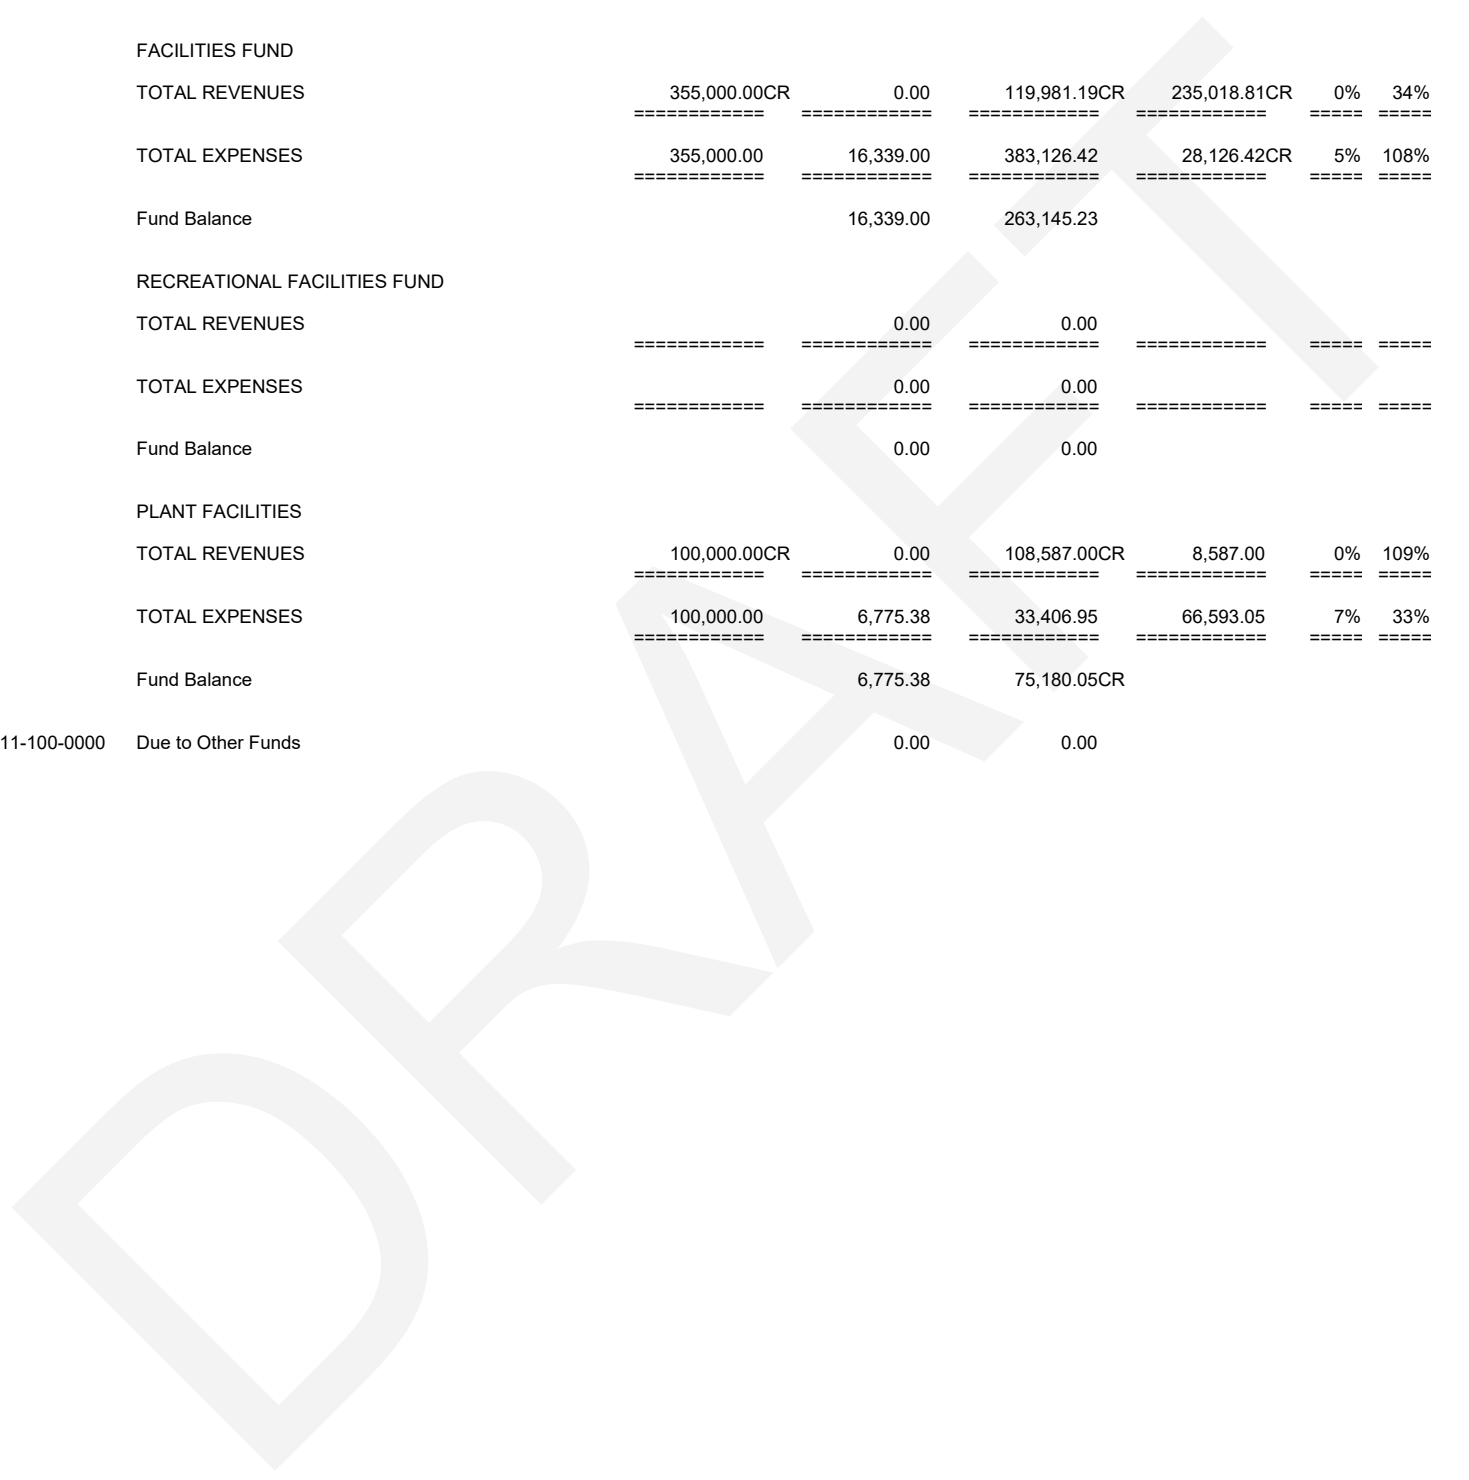 FACILITIES FUND
TOTAL REVENUES 355,000.00CR 0.00 119,981.19CR 235,018.81CR 0% 34%
============ ============ ============ ============ ===== =====
TOTAL EXPENSES 355,000.00 16,339.00 383,126.42 28,126.42CR 5% 108%
============ ============ ============ ============ ===== =====
Fund Balance 16,339.00 263,145.23
RECREATIONAL FACILITIES FUND
TOTAL REVENUES 0.00 0.00
============ ============ ============ ============ ===== =====
TOTAL EXPENSES 0.00 0.00
============ ============ ============ ============ ===== =====
Fund Balance 0.00 0.00
PLANT FACILITIES
TOTAL REVENUES 100,000.00CR 0.00 108,587.00CR 8,587.00 0% 109%
============ ============ ============ ============ ===== =====
TOTAL EXPENSES 100,000.00 6,775.38 33,406.95 66,593.05 7% 33%
============ ============ ============ ============ ===== =====
Fund Balance 6,775.38 75,180.05CR
11-100-0000 Due to Other Funds 0.00 0.00
DRAFT